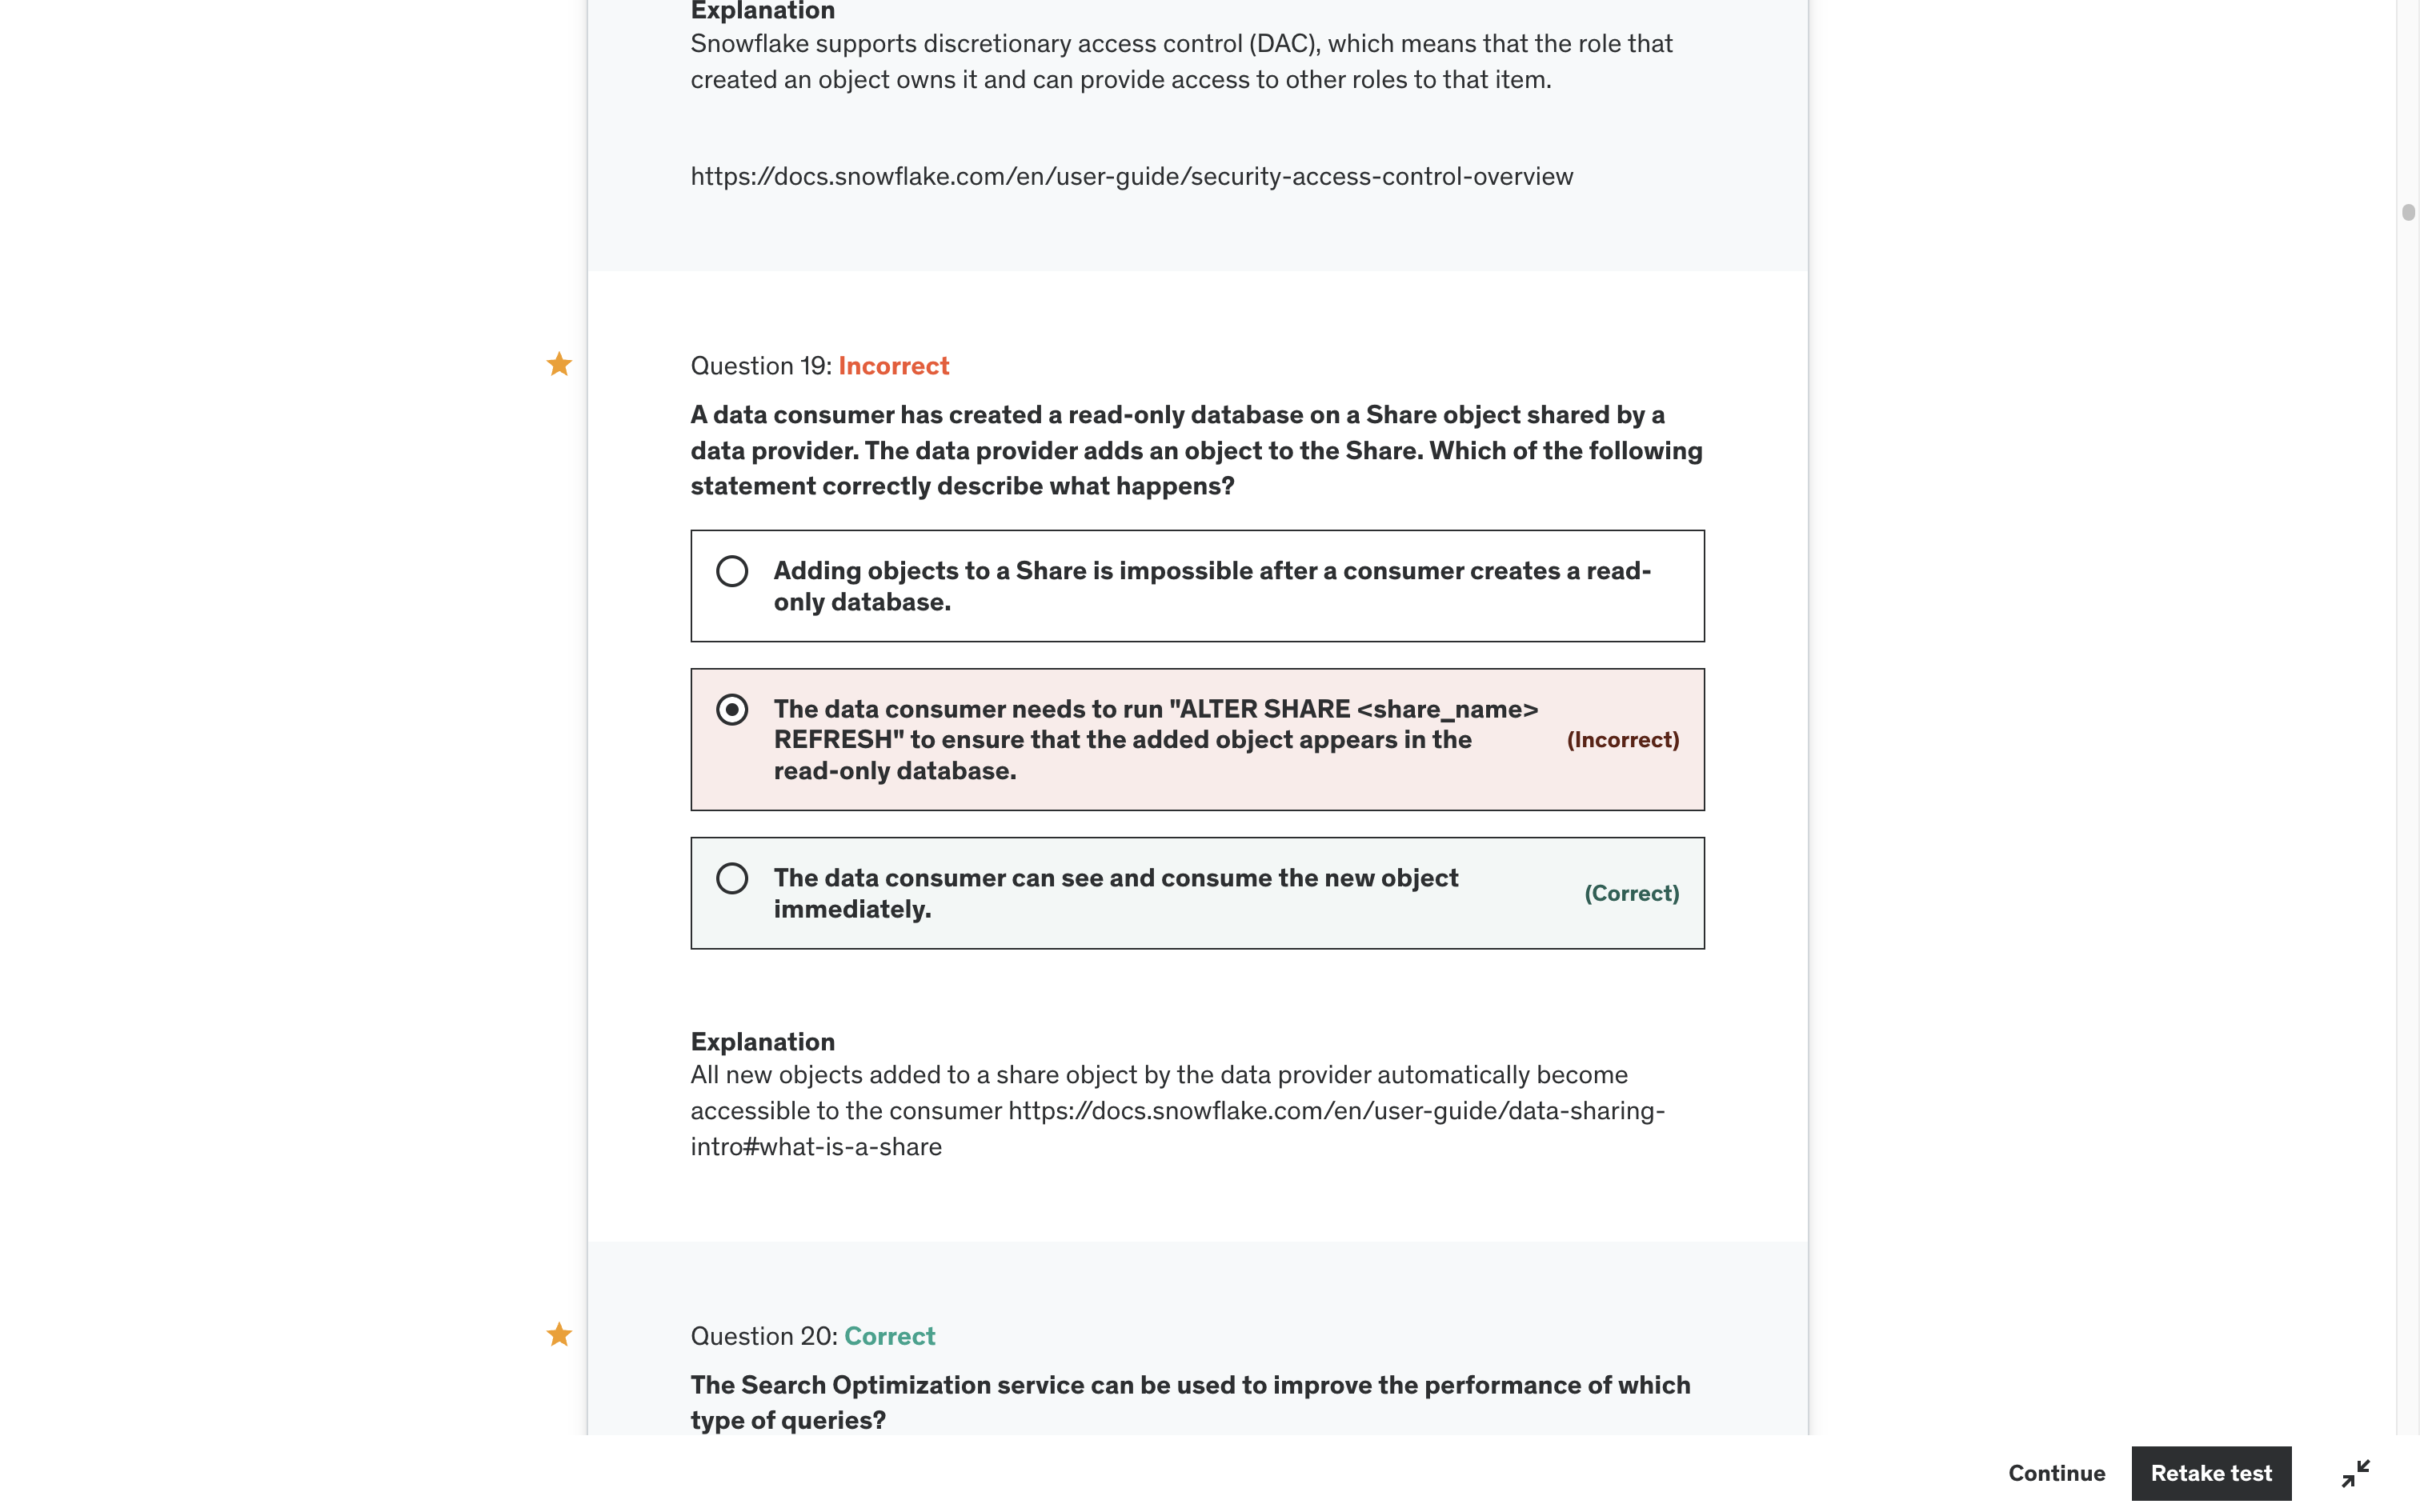 Explanation
Snowflake supports discretionary access control (DAC), which means that the role that
created an object owns it and can provide access to other roles to that item.
https://docs.snowflake.com/en/user-guide/security-access-control-overview
Question 19: Incorrect
A data consumer has created a read-only database on a Share object shared by a
data provider. The data provider adds an object to the Share. Which of the following
statement correctly describe what happens?
Adding objects to a Share is impossible after a consumer creates a read-
only database.
The data consumer needs to run "ALTER SHARE <share_name>
REFRESH" to ensure that the added object appears in the
read-only database.
(Incorrect)
The data consumer can see and consume the new object
immediately.
(Correct)
Explanation
All new objects added to a share object by the data provider automatically become
accessible to the consumer https://docs.snowflake.com/en/user-guide/data-sharing-
intro#what-is-a-share
Question 20: Correct
The Search Optimization service can be used to improve the performance of which
type of queries?
Continue
Retake test